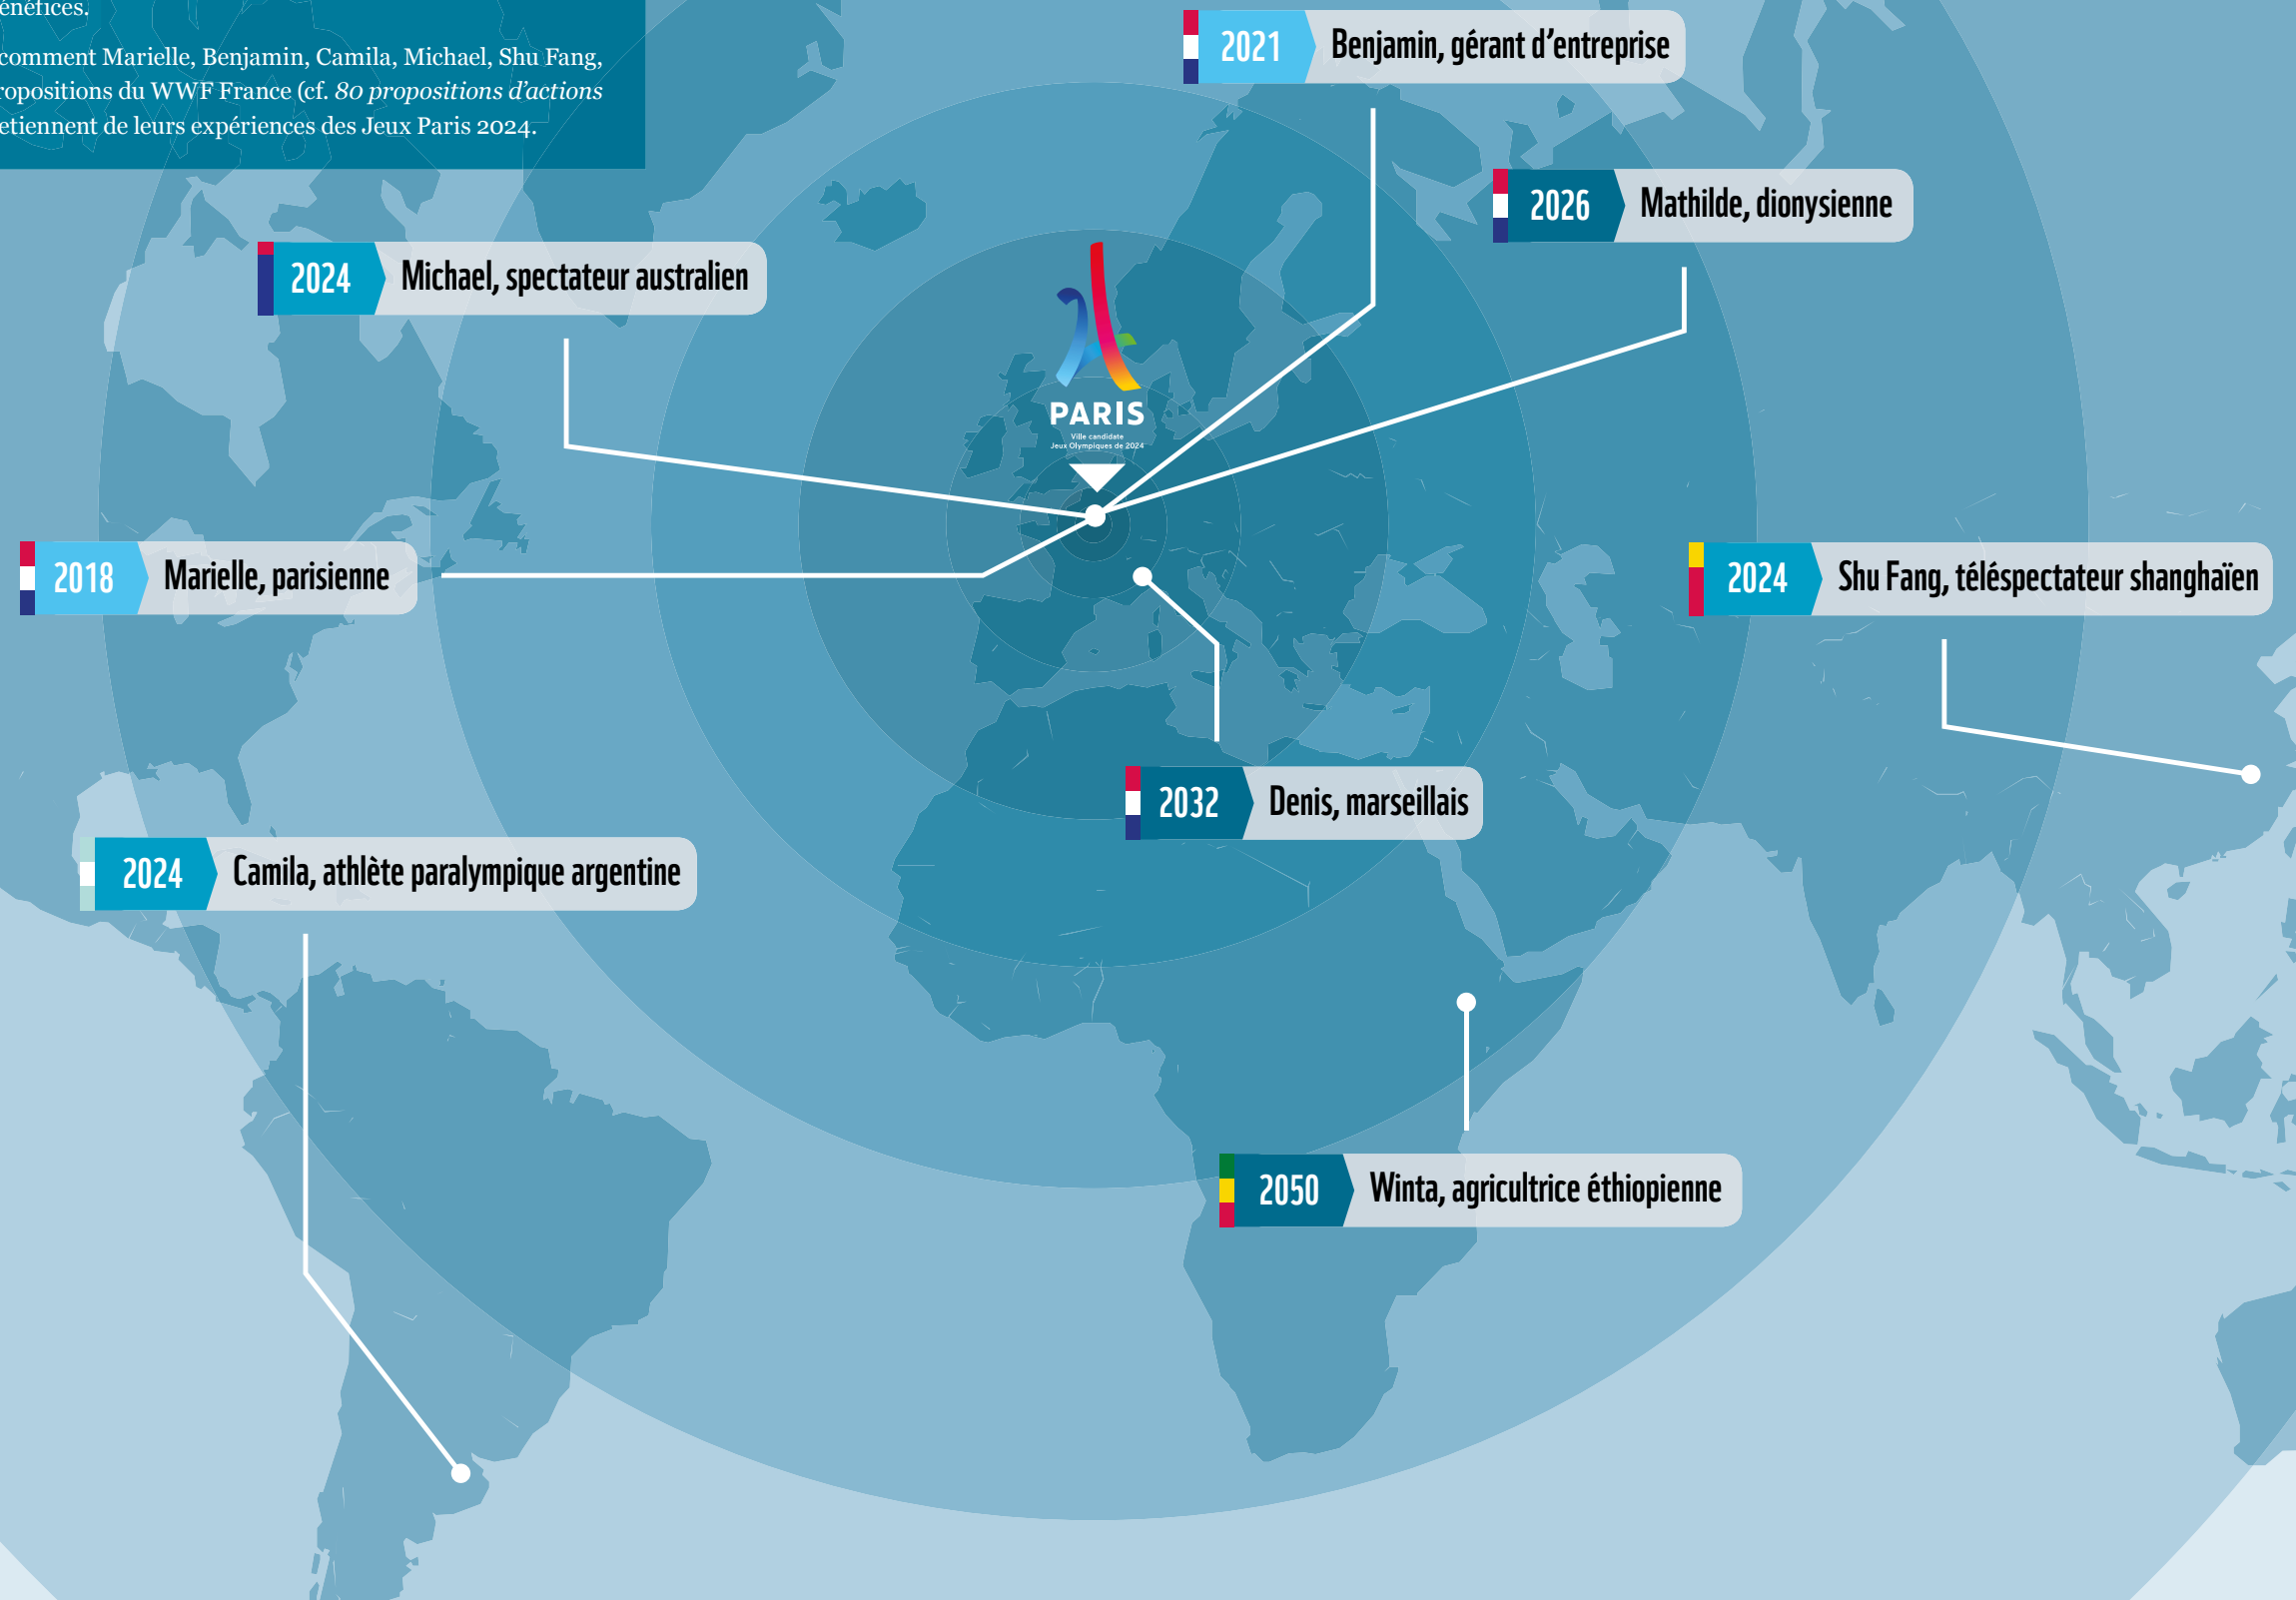 énéfices.
comment Marielle, Benjamin, Camila, Michael, Shu Fang,
ropositions du WWF France (cf. 80 propositions d'actions
etiennent de leurs expériences des Jeux Paris 2024.
2021 Benjamin, gérant d'entreprise
2026 Mathilde, dionysienne
2024 Michael, spectateur australien
PARIS
Ville candidate
Jeux Olympiques de 2024
2018 Marielle, parisienne
2024 Shu Fang, téléspectateur shanghaïen
2032 Denis, marseillais
2024 Camila, athlète paralympique argentine
2050 Winta, agricultrice éthiopienne